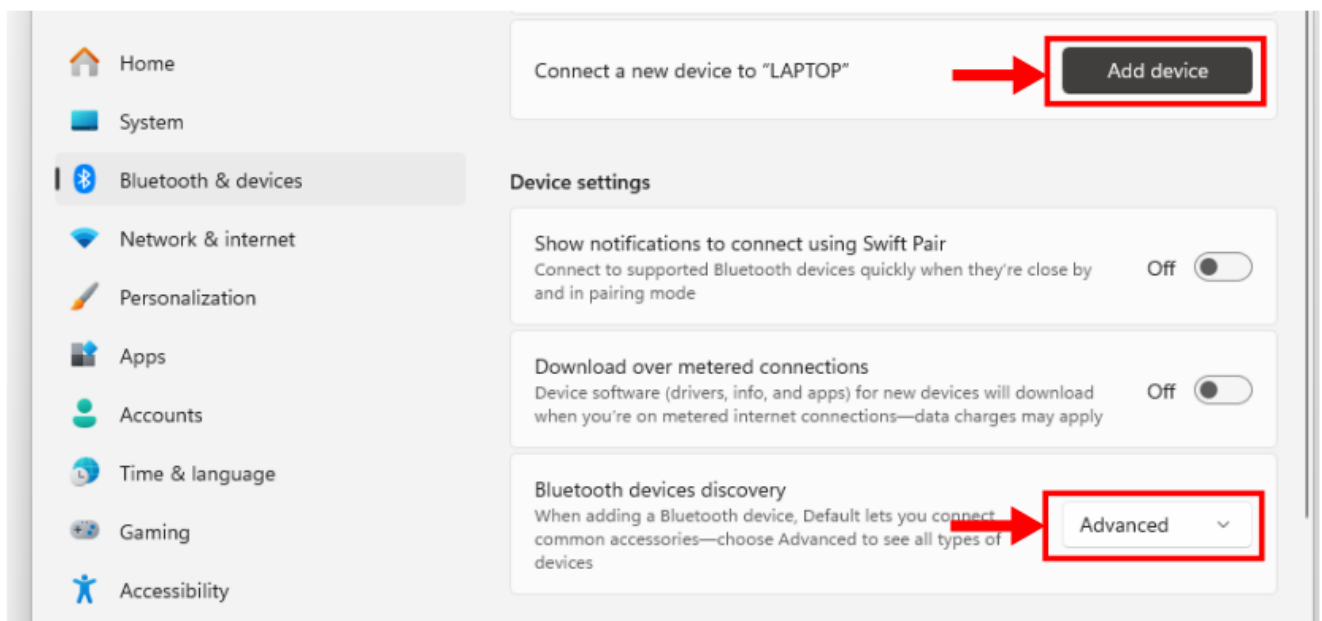 Home
System
Bluetooth & devices
Network & internet
Personalization
Apps
Accounts
Time & language
Gaming
Accessibility
Connect a new device to “LAPTOP”
Add device
Device settings
Show notifications to connect using Swift Pair
Connect to supported Bluetooth devices quickly when they’re close by
and in pairing mode
Off
Download over metered connections
Device software (drivers, info, and apps) for new devices will download
when you’re on metered internet connections—data charges may apply
Off
Bluetooth devices discovery
When adding a Bluetooth device, Default lets you connect
common accessories—choose Advanced to see all types of
devices
Advanced